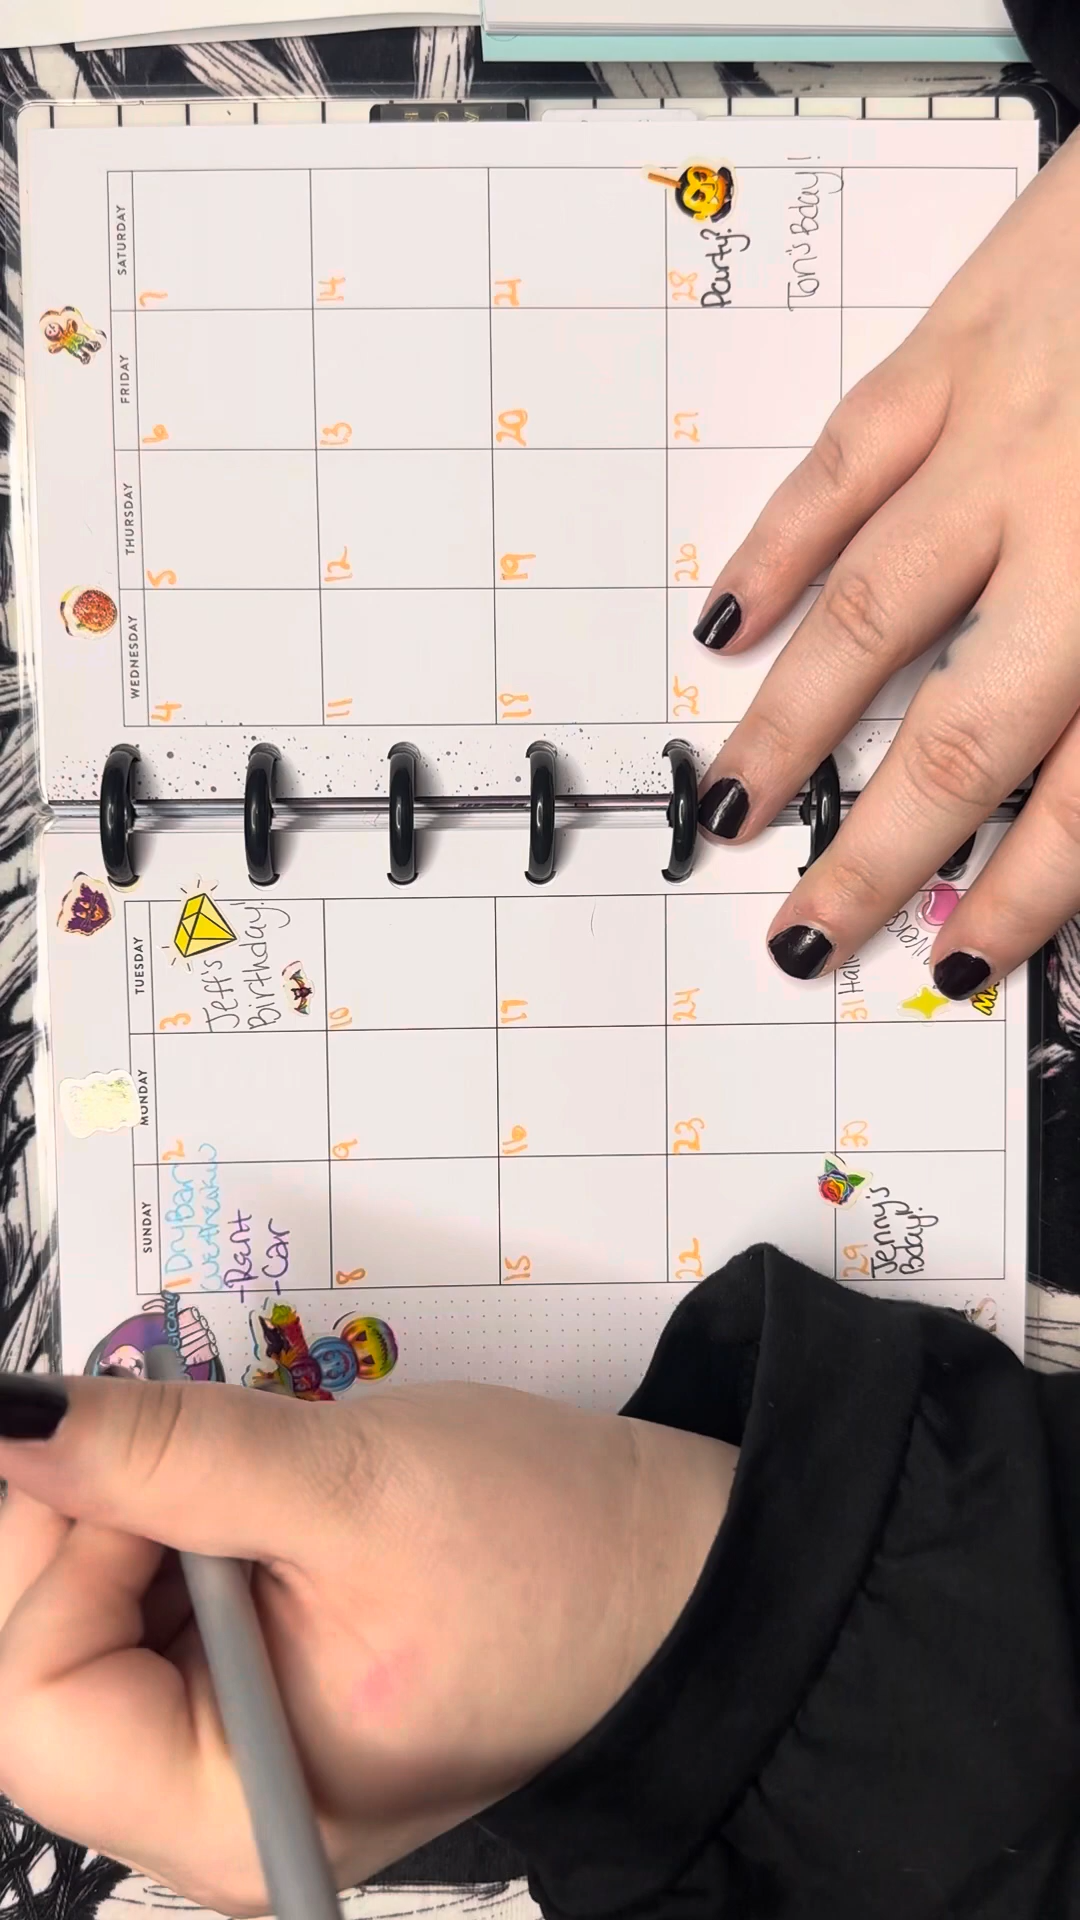 SUNDAY
MONDAY
TUESDAY
WEDNESDAY
THURSDAY
FRIDAY
SATURDAY
1 DryBar
-Rent
-Car
2
3
Jeff's
Birthday!
4
5
6
7
8
9
10
11
12
13
14
15
16
17
18
19
20
21
22
23
24
25
26
27
28
Party?
Tori's Bday!
29
Jenny's
Bday!
30
31